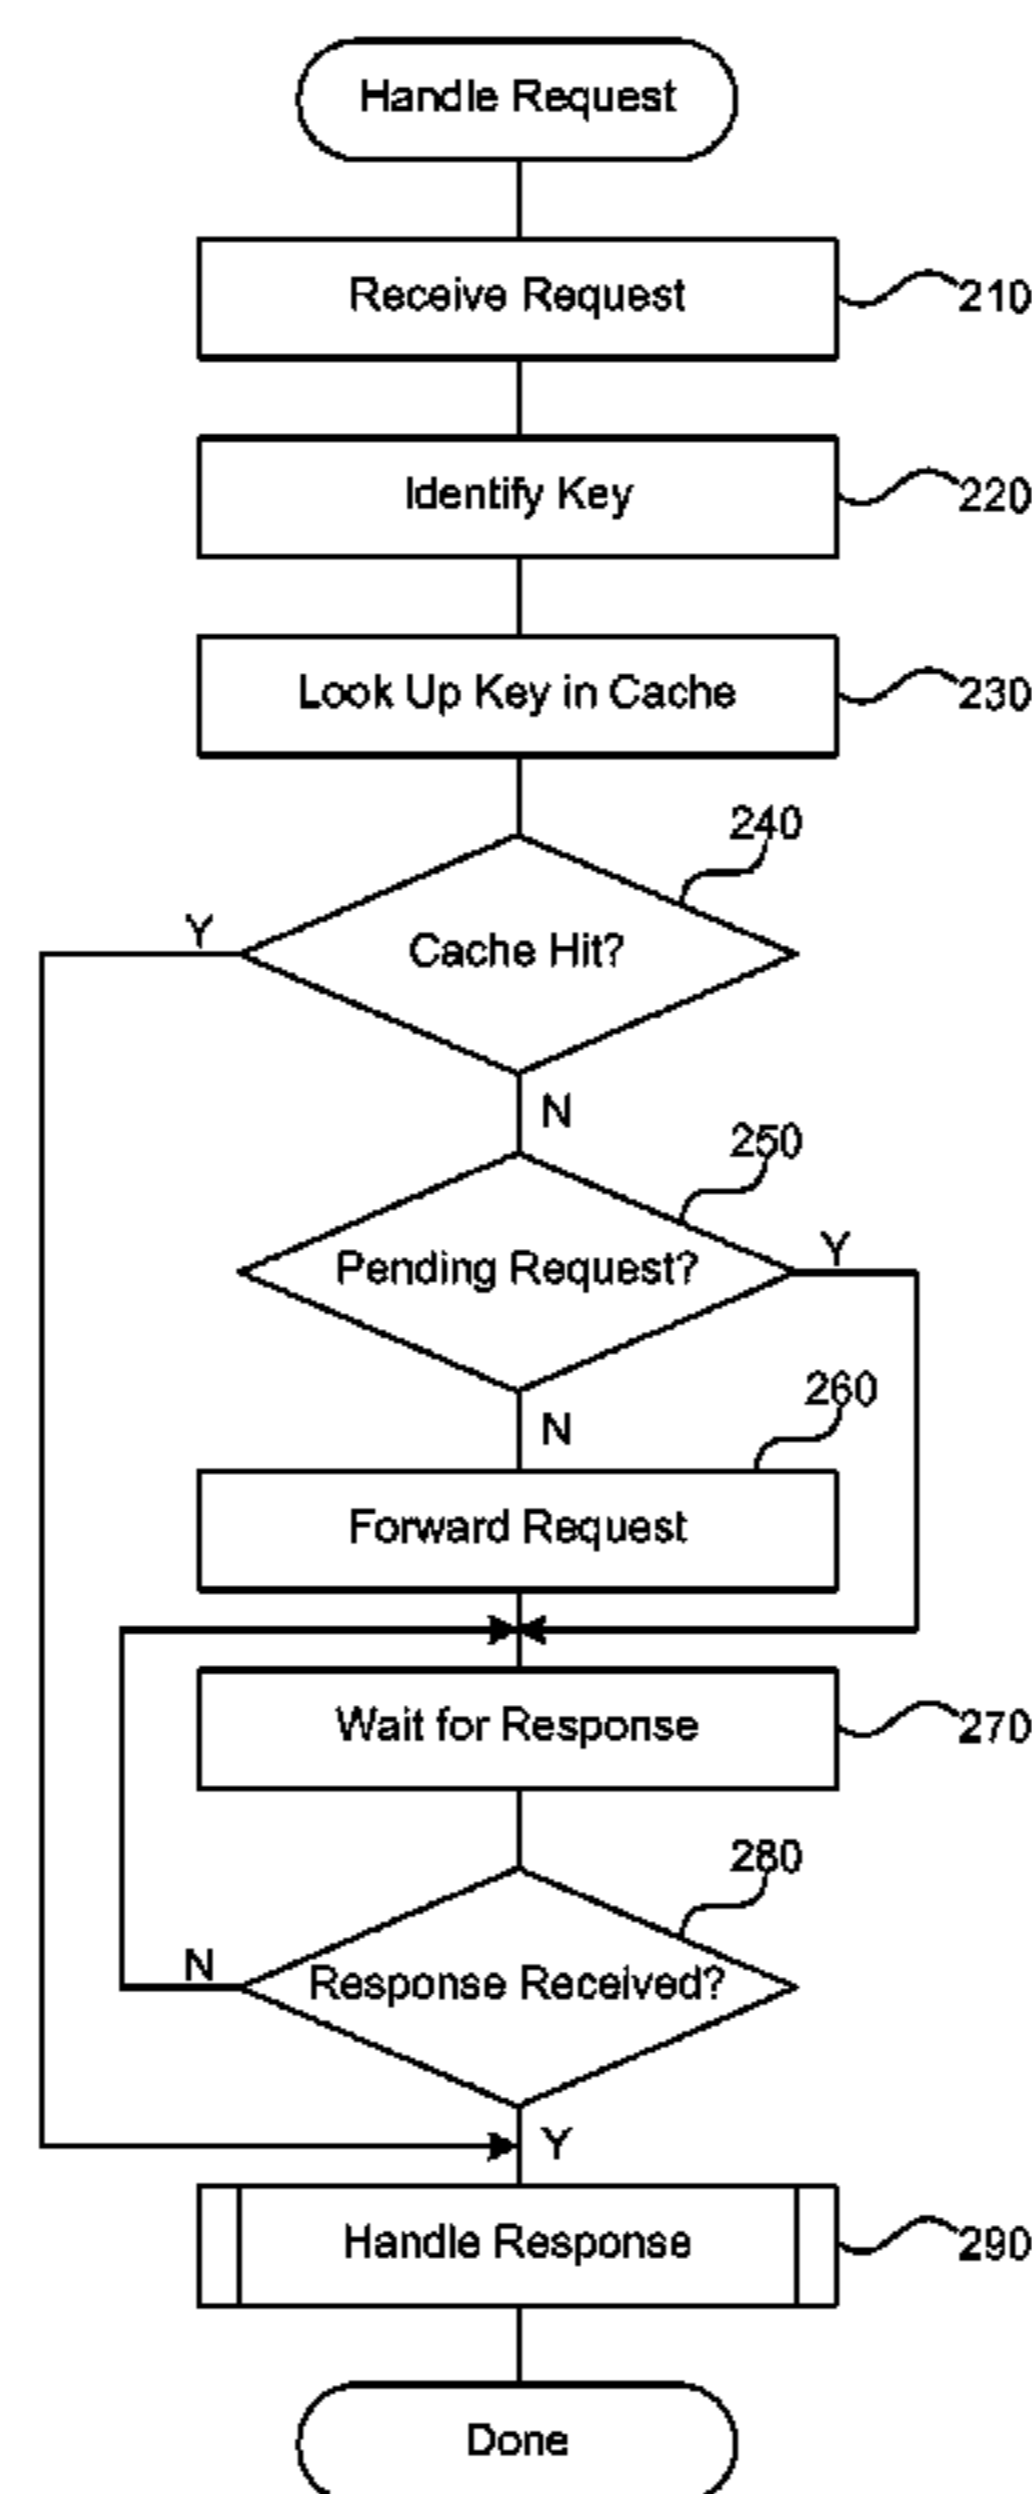 Handle Request
Receive Request
210
Identify Key
220
Look Up Key in Cache
230
240
Y
Cache Hit?
N
250
Pending Request?
Y
260
N
Forward Request
Wait for Response
270
280
N
Response Received?
Y
Handle Response
290
Done